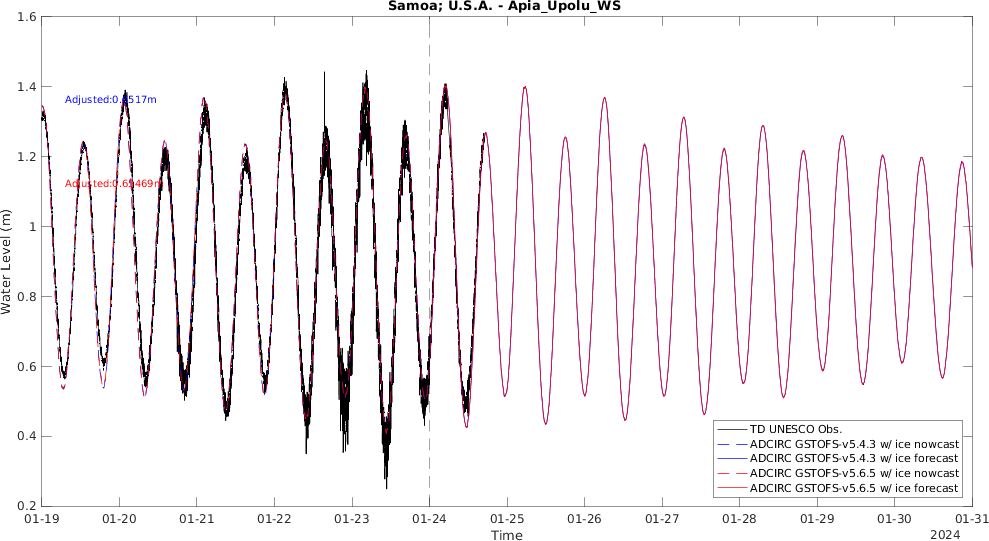 Samoa; U.S.A. - Apia_Upolu_WS
1.6
1.4
1.2
1
0.8
0.6
0.4
0.2
Water Level (m)
Adjusted:0.69469m
TD UNESCO Obs.
ADCIRC GSTOFS-v5.4.3 w/ ice nowcast
ADCIRC GSTOFS-v5.4.3 w/ ice forecast
ADCIRC GSTOFS-v5.6.5 w/ ice nowcast
ADCIRC GSTOFS-v5.6.5 w/ ice forecast
01-19 01-20 01-21 01-22 01-23 01-24 01-25 01-26 01-27 01-28 01-29 01-30 01-31
Time
2024